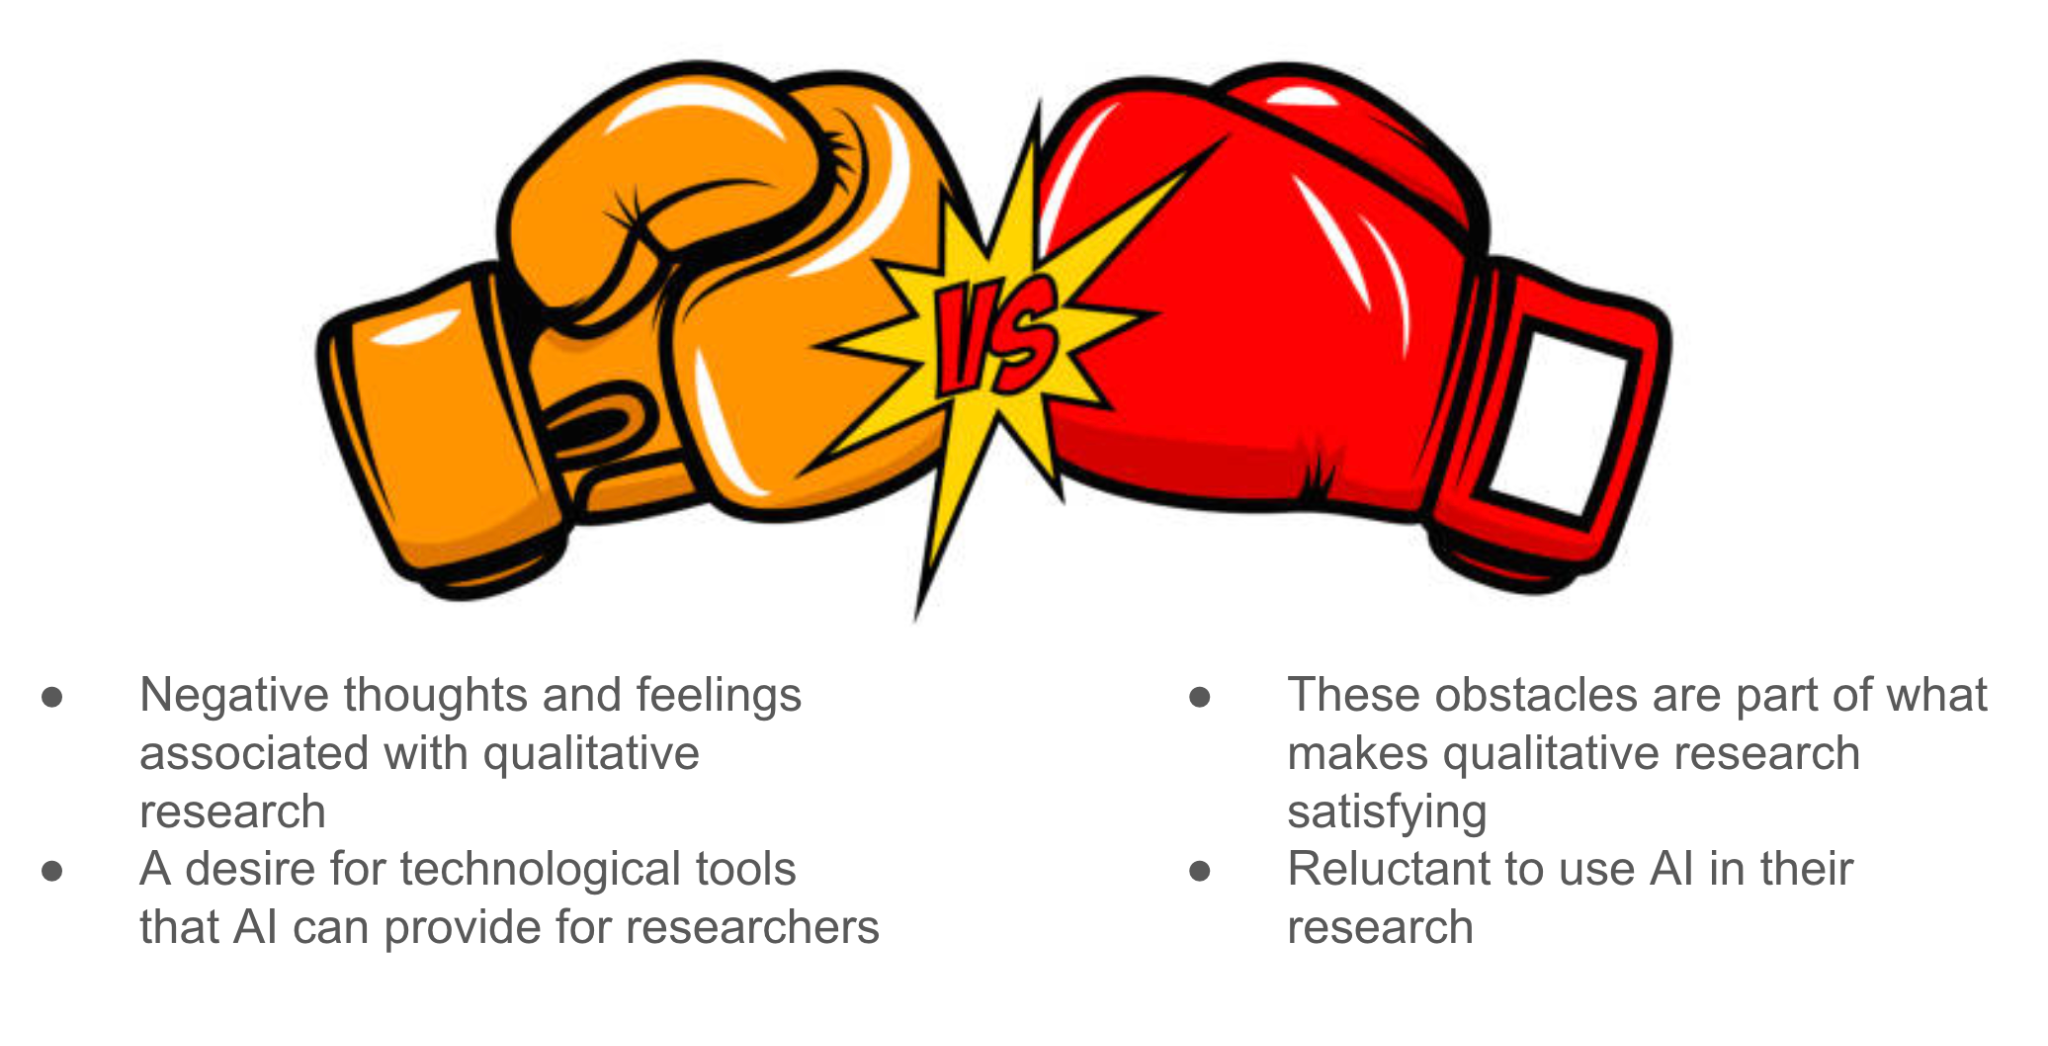 VS
● Negative thoughts and feelings
associated with qualitative
research
● A desire for technological tools
that AI can provide for researchers
● These obstacles are part of what
makes qualitative research
satisfying
● Reluctant to use AI in their
research